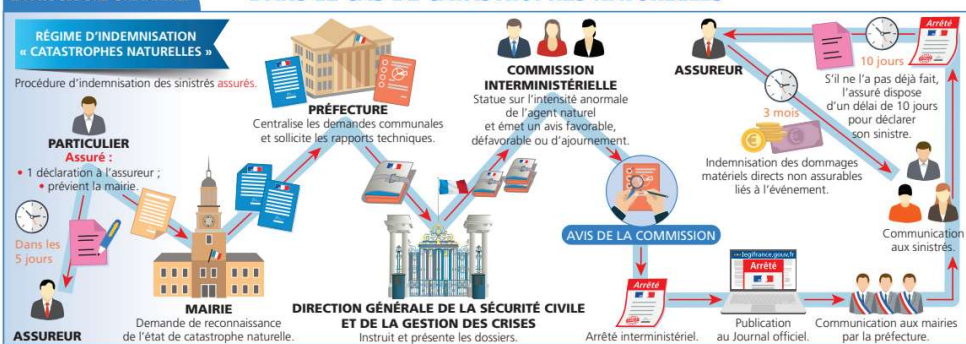 RÉGIME D'INDEMNISATION
« CATASTROPHES NATURELLES »
Procédure d'indemnisation des sinistrés assurés.
PARTICULIER
Assuré :
• 1 déclaration à l'assureur ;
• prévient la mairie.
Dans les
5 jours
ASSUREUR
MAIRIE
Demande de reconnaissance
de l'état de catastrophe naturelle.
PRÉFECTURE
Centralise les demandes communales
et sollicite les rapports techniques.
DIRECTION GÉNÉRALE DE LA SÉCURITÉ CIVILE
ET DE LA GESTION DES CRISES
Instruit et présente les dossiers.
COMMISSION
INTERMINISTÉRIELLE
Statue sur l'intensité anormale
de l'agent naturel
et émet un avis favorable,
défavorable ou d'ajournement.
AVIS DE LA COMMISSION
Arrêté
Arrêté interministériel.
legifrance.gouv.fr
Arrêté
Publication
au Journal officiel.
Communication aux mairies
par la préfecture.
Communication
aux sinistrés.
Arrêté
10 jours
S'il ne l'a pas déjà fait,
l'assuré dispose
d'un délai de 10 jours
pour déclarer
son sinistre.
ASSUREUR
3 mois
Indemnisation des dommages
matériels directs non assurables
liés à l'événement.